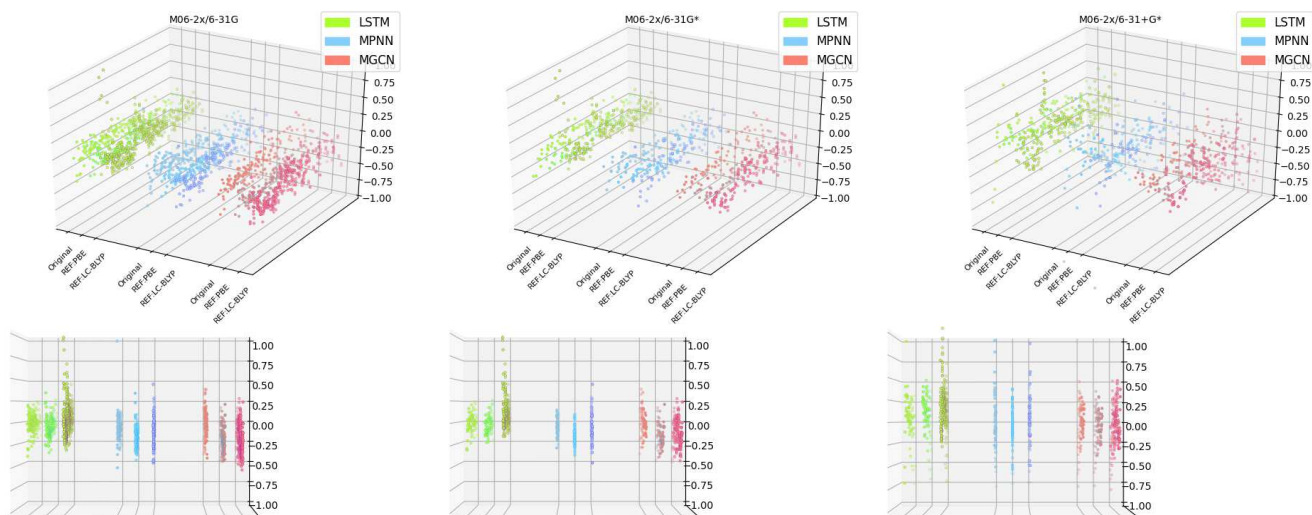 M06-2x/6-31G
LSTM
MPNN
MGCN
1.00
0.75
0.50
0.25
0.00
−0.25
−0.50
−0.75
−1.00
Original
REF:PBE
REF:LC-BLYP
Original
REF:PBE
REF:LC-BLYP
Original
REF:PBE
REF:LC-BLYP
M06-2x/6-31G*
LSTM
MPNN
MGCN
1.00
0.75
0.50
0.25
0.00
−0.25
−0.50
−0.75
−1.00
Original
REF:PBE
REF:LC-BLYP
Original
REF:PBE
REF:LC-BLYP
Original
REF:PBE
REF:LC-BLYP
M06-2x/6-31+G*
LSTM
MPNN
MGCN
1.00
0.75
0.50
0.25
0.00
−0.25
−0.50
−0.75
−1.00
Original
REF:PBE
REF:LC-BLYP
Original
REF:PBE
REF:LC-BLYP
Original
REF:PBE
REF:LC-BLYP
1.00
0.75
0.50
0.25
0.00
−0.25
−0.50
−0.75
−1.00
1.00
0.75
0.50
0.25
0.00
−0.25
−0.50
−0.75
−1.00
1.00
0.75
0.50
0.25
0.00
−0.25
−0.50
−0.75
−1.00